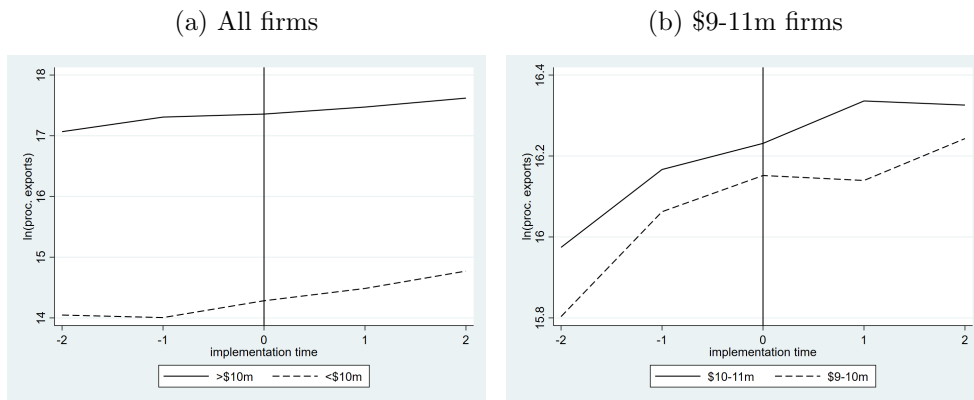 (a) All firms
18
17
16
15
14
ln(proc. exports)
-2 -1 0 1 2
implementation time
>$10m <$10m
(b) $9-11m firms
16.4
16.2
16
15.8
ln(proc. exports)
-2 -1 0 1 2
implementation time
$10-11m $9-10m